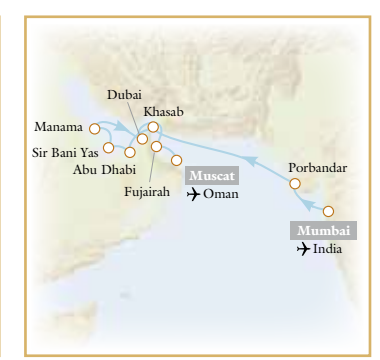 Dubai
Khasab
Manama
Sir Bani Yas
Abu Dhabi
Fujairah
Muscat
Oman
Porbandar
Mumbai
India